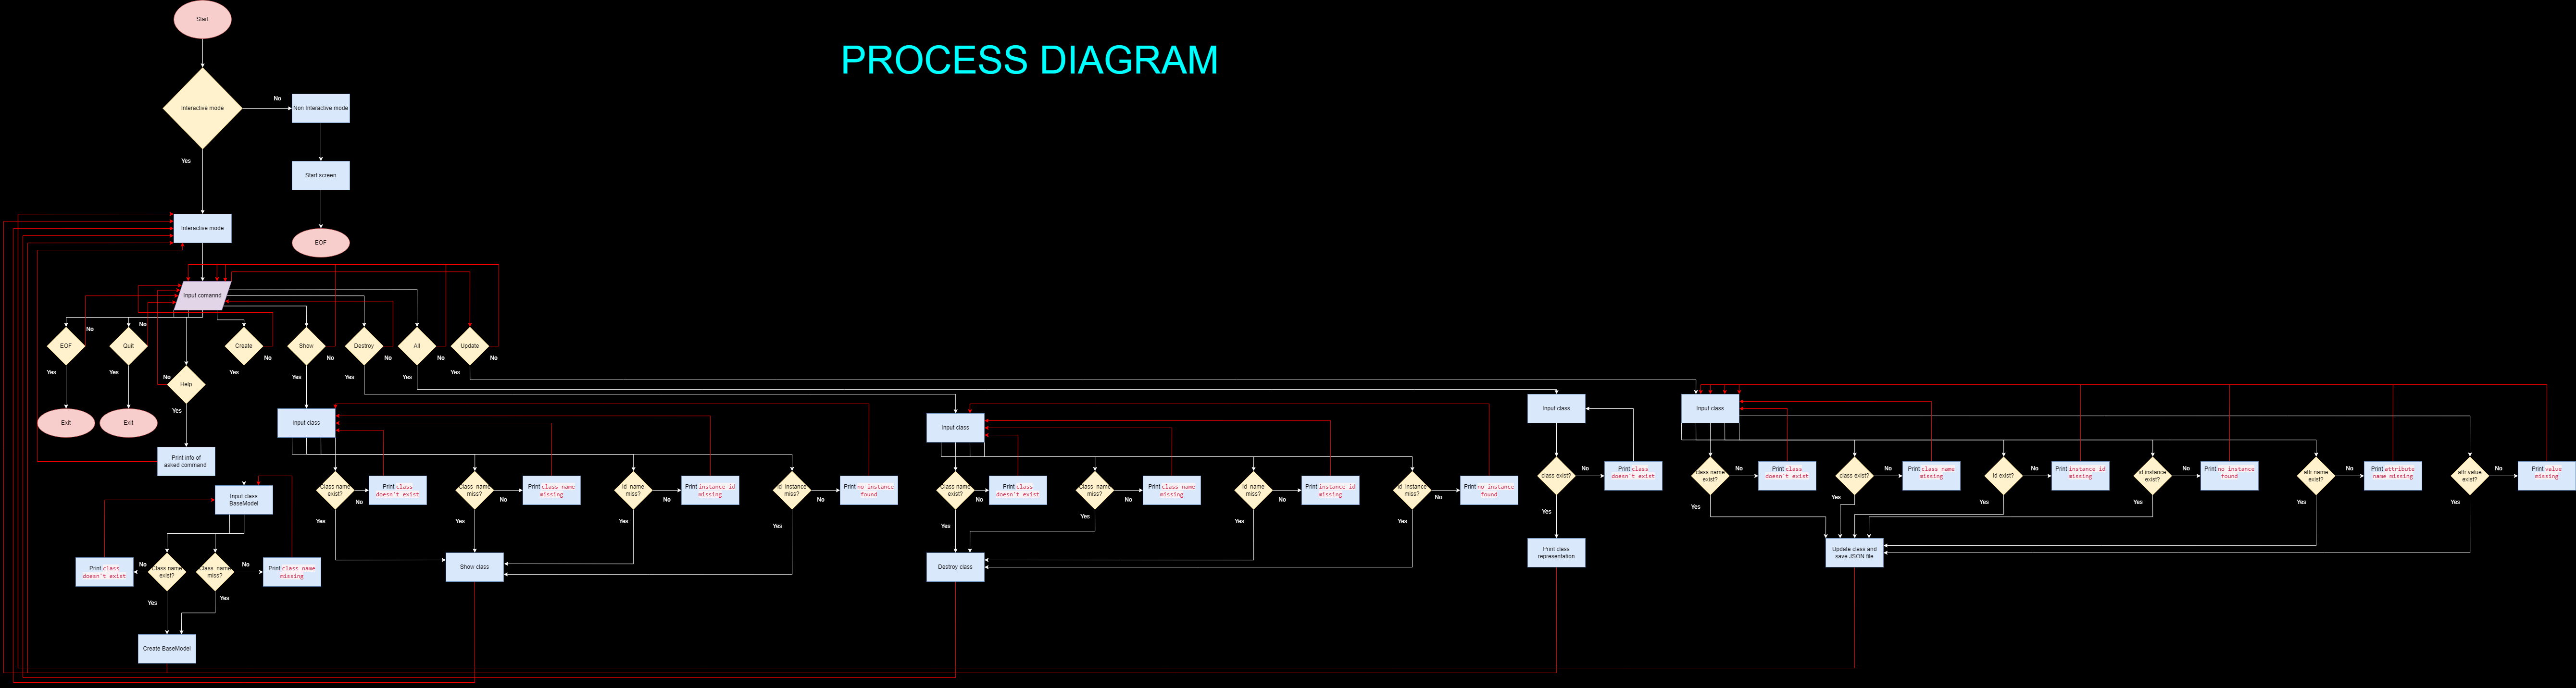 Start
PROCESS DIAGRAM
Interactive mode
No
Non Interactive mode
Yes
Start screen
Interactive mode
EOF
Input comannd
EOF
No
Quit
No
Create
No
Show
No
Destroy
No
All
No
Update
No
Yes
Yes
No
Help
Yes
Yes
Yes
Yes
Yes
Yes
Exit
Exit
Print info of
asked command
Input class
BaseModel
Print class
doesn't exist
No
Class name
exist?
Class name
miss?
No
Print class name
missing
Yes
Yes
Create BaseModel
Input class
Class name
exist?
No
Print class
doesn't exist
Class name
miss?
No
Print class name
missing
id name
miss?
No
Print instance id
missing
id instance
miss?
No
Print no instance
found
Yes
Yes
Yes
Yes
Show class
Input class
Class name
exist?
No
Print class
doesn't exist
Class name
miss?
No
Print class name
missing
id name
miss?
No
Print instance id
missing
id instance
miss?
No
Print no instance
found
Yes
Yes
Yes
Yes
Destroy class
Input class
class exist?
No
Print class
doesn't exist
Yes
Print class
representation
Input class
class name
exist?
No
Print class
doesn't exist
class exist?
No
Print class name
missing
id exist?
No
Print instance id
missing
id instance
exist?
No
Print no instance
found
attr name
exist?
No
Print attribute
name missing
attr value
exist?
No
Print value
missing
Yes
Yes
Yes
Yes
Yes
Yes
Update class and
save JSON file